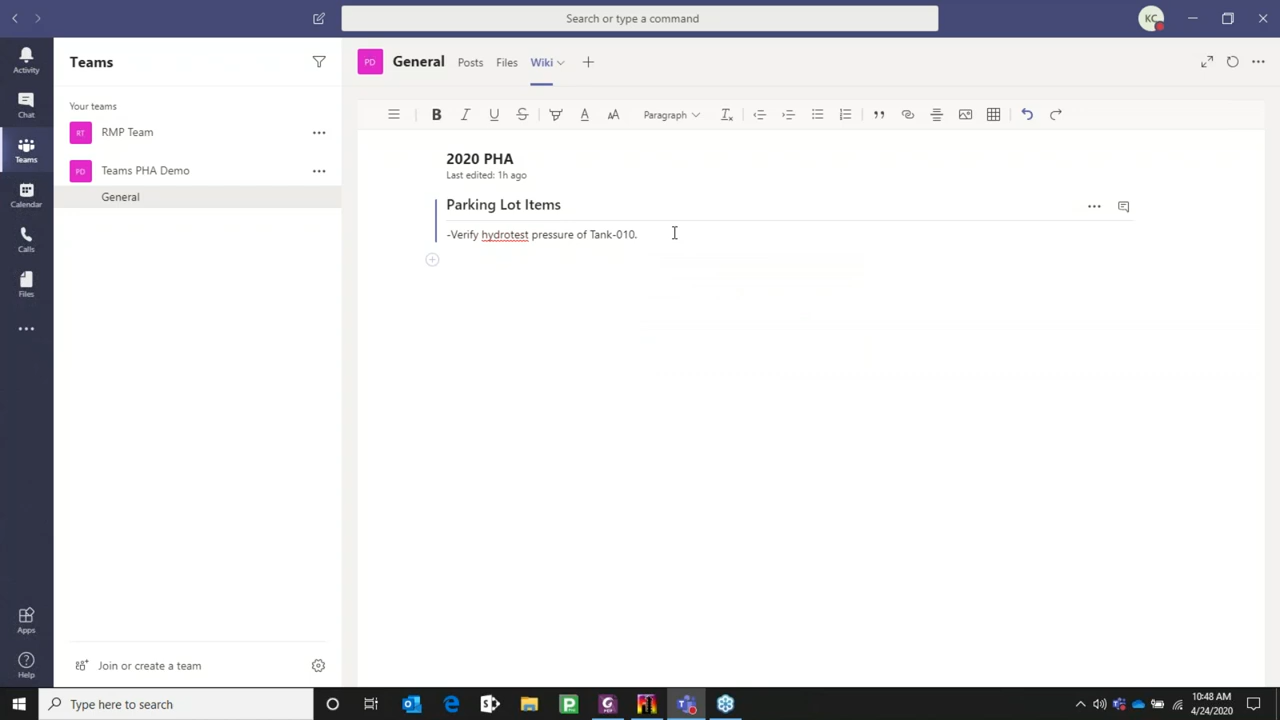 Search or type a command
KC
Activity
Chat
Teams
Calendar
Calls
Files
Apps
Help
Teams
Your teams
RT RMP Team
PD Teams PHA Demo
General
Join or create a team
PD General Posts Files Wiki
B I U S A AA Paragraph Tx
2020 PHA
Last edited: 1h ago
Parking Lot Items
-Verify hydrotest pressure of Tank-010.
Type here to search
10:48 AM
4/24/2020